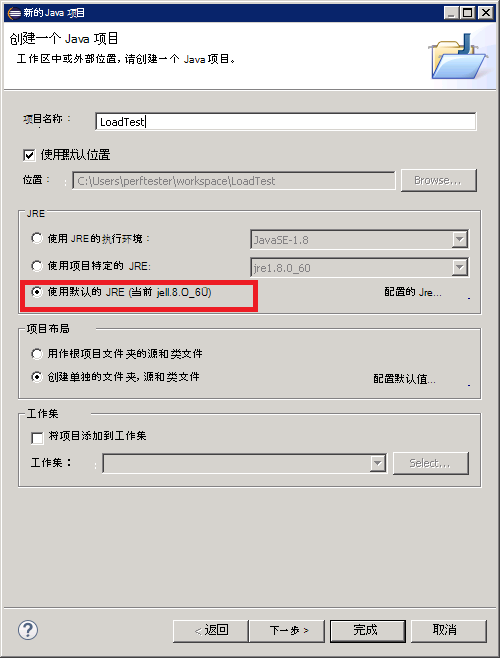 新的 Java 项目
创建一个 Java 项目
工作区中或外部位置，请创建一个 Java 项目。
项目名称：
LoadTest
使用默认位置
位置：
C:\Users\perftester\workspace\LoadTest
Browse...
JRE
使用 JRE 的执行环境：
JavaSE-1.8
使用项目特定的 JRE:
jre1.8.0_60
使用默认的 JRE (当前 jell.8.O_6Ü)
配置的 Jre...
项目布局
用作根项目文件夹的源和类文件
创建单独的文件夹，源和类文件
配置默认值...
工作集
将项目添加到工作集
工作集：
Select...
?
< 返回
下一步 >
完成
取消